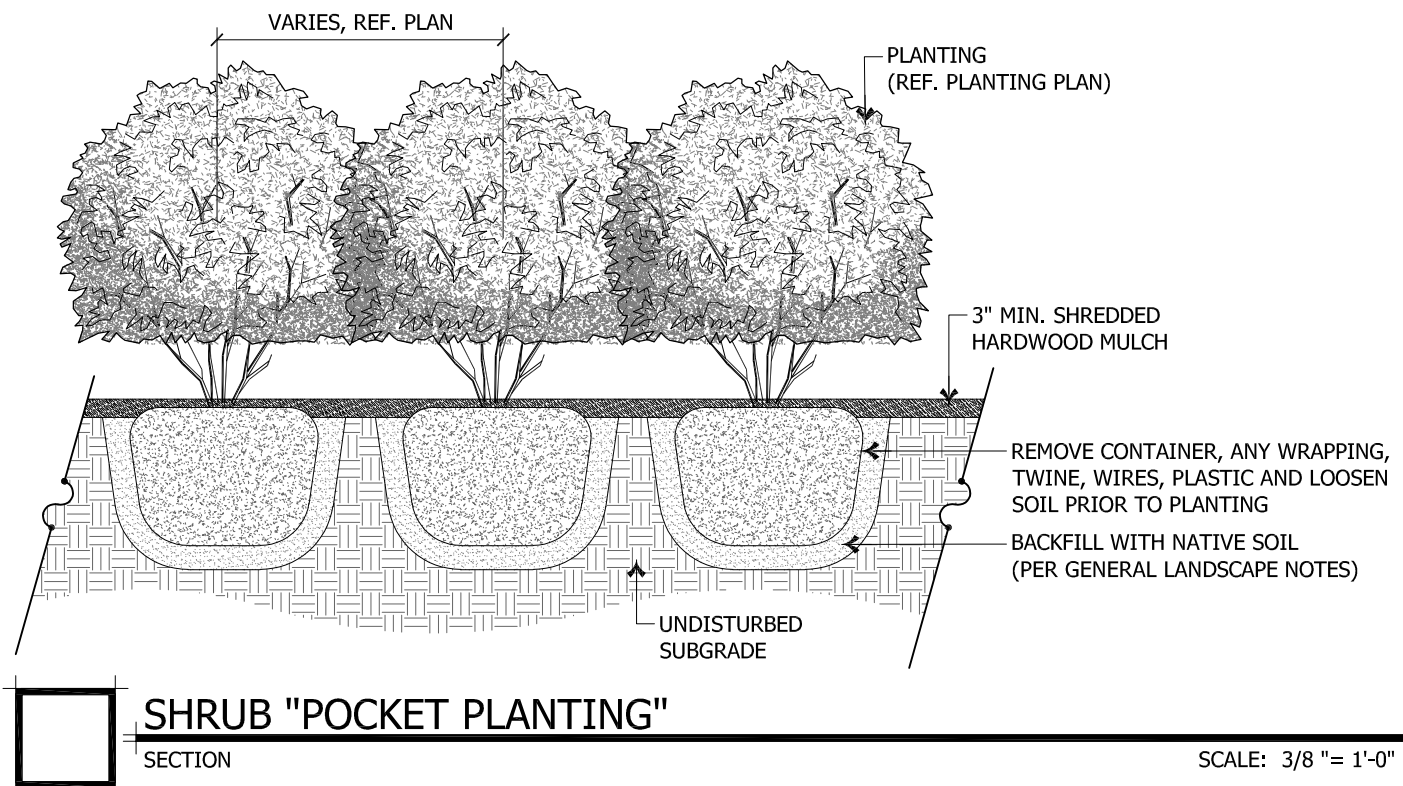 VARIES, REF. PLAN
PLANTING
(REF. PLANTING PLAN)
3" MIN. SHREDDED
HARDWOOD MULCH
REMOVE CONTAINER, ANY WRAPPING,
TWINE, WIRES, PLASTIC AND LOOSEN
SOIL PRIOR TO PLANTING
BACKFILL WITH NATIVE SOIL
(PER GENERAL LANDSCAPE NOTES)
UNDISTURBED
SUBGRADE
SHRUB "POCKET PLANTING"
SECTION
SCALE: 3/8 "= 1'-0"